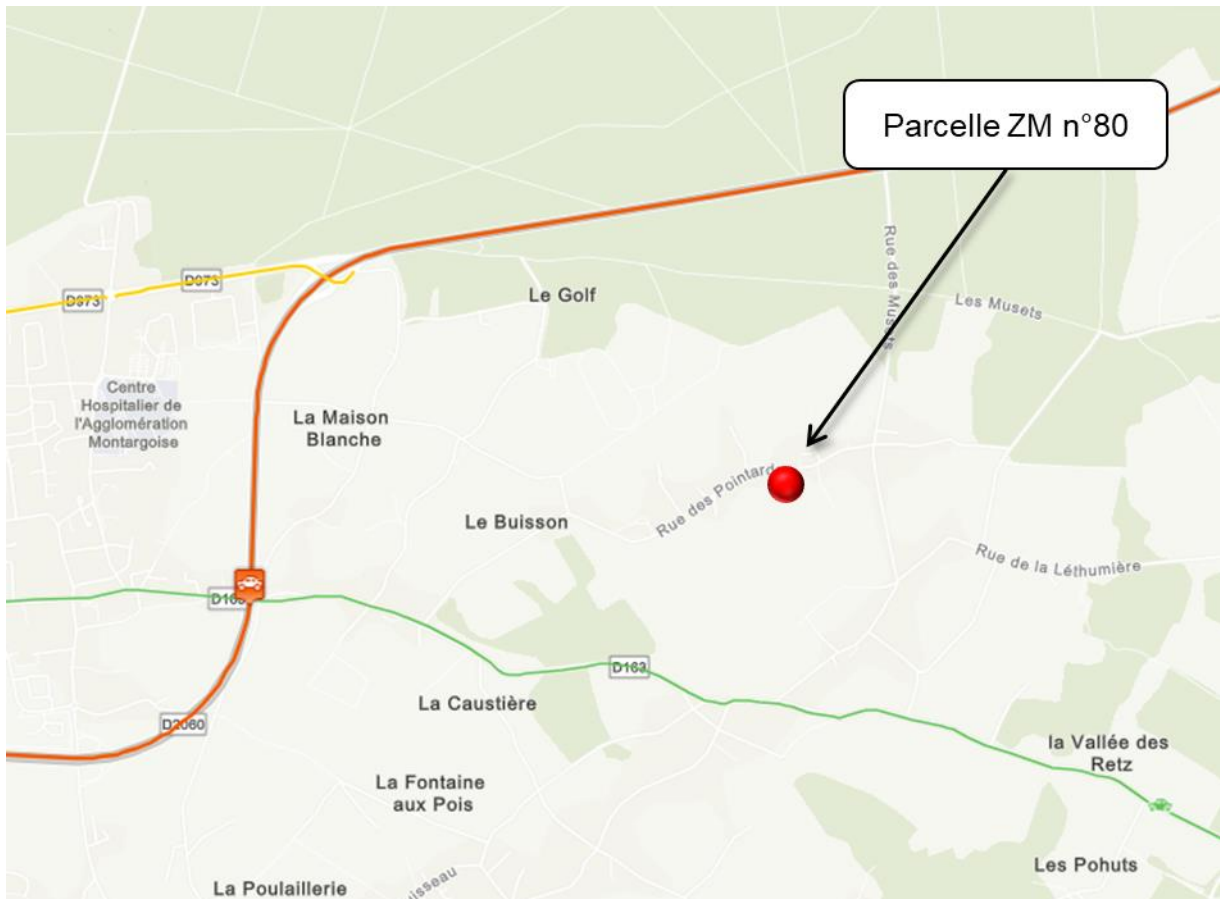 Parcelle ZM n°80
Rue des Musets
D973
D973
Le Golf
Les Musets
Centre
Hospitalier de
l'Agglomération
Montargoise
La Maison
Blanche
Rue des Pointard
Le Buisson
Rue de la Léthumière
D163
La Caustière
D2060
la Vallée des
Retz
La Fontaine
aux Pois
Les Pohuts
La Poulaillerie